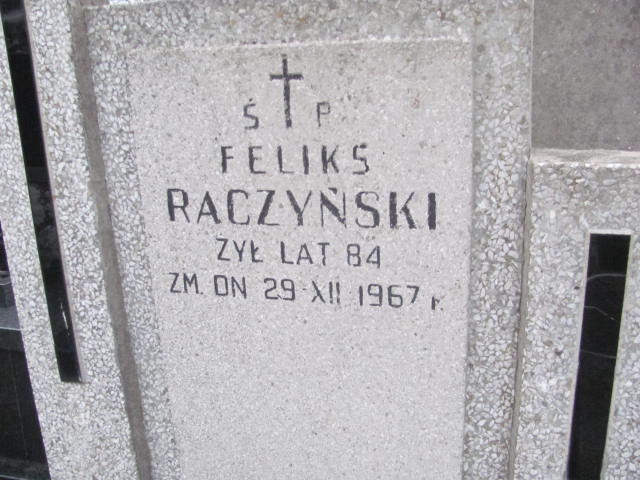 Ś P
FELIKS
RACZYŃSKI
ŻYŁ LAT 84
ZM. DN 29-XII 1967 r.